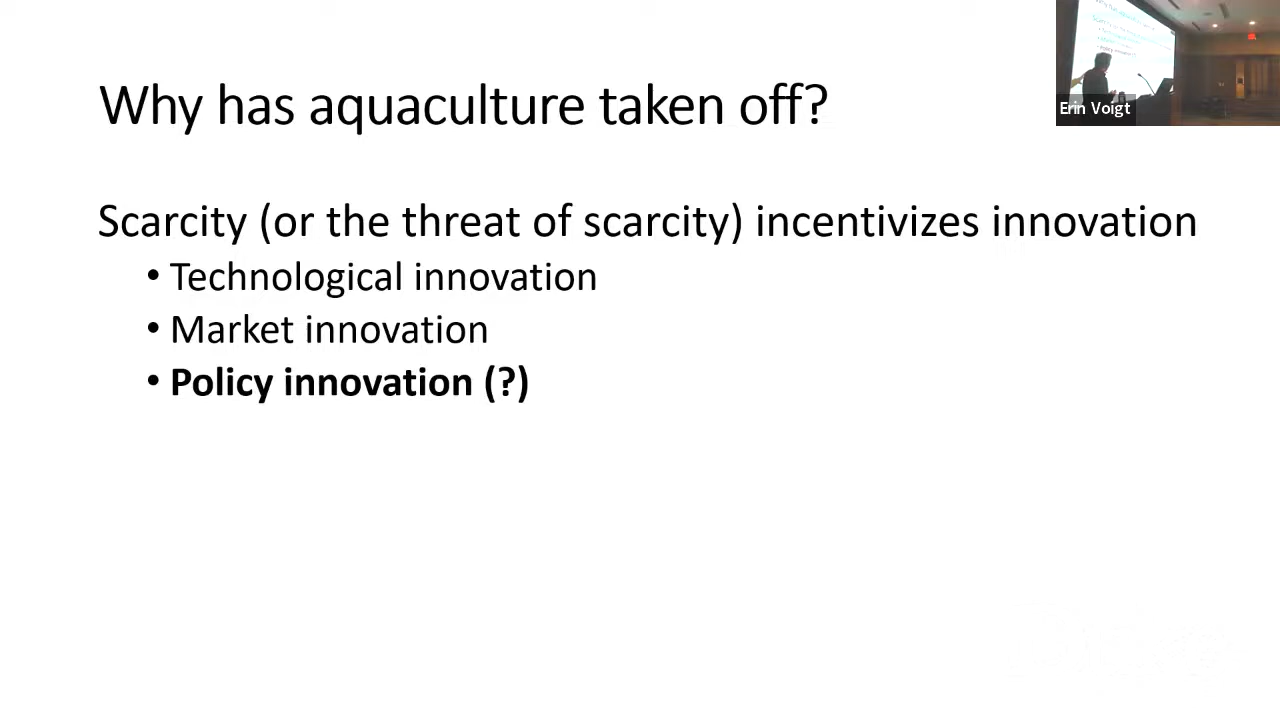 Why has aquaculture taken off?
Scarcity (or the threat of scarcity) incentivizes innovation
• Technological innovation
• Market innovation
• Policy innovation (?)
Erin Voigt